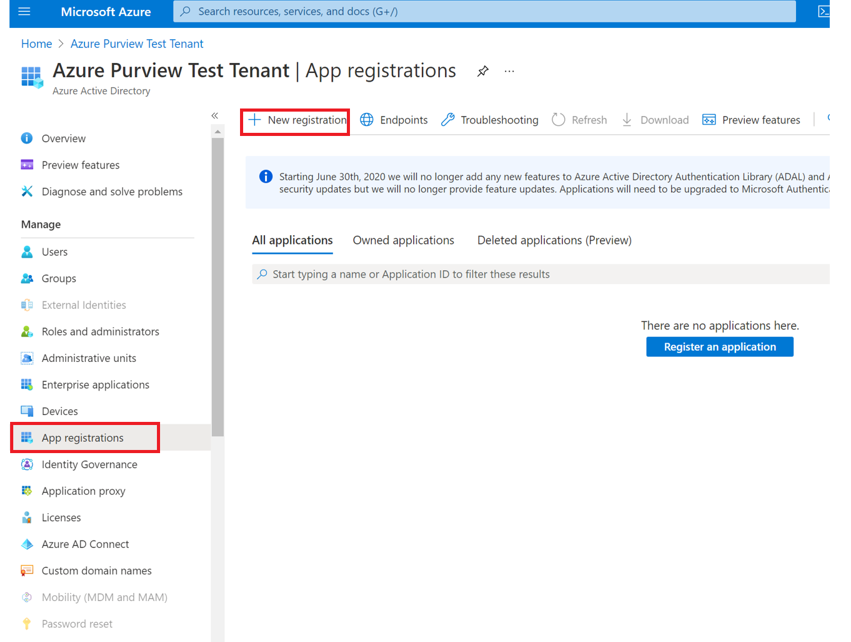 Microsoft Azure
Search resources, services, and docs (G+/)
Home > Azure Purview Test Tenant
Azure Purview Test Tenant | App registrations
Azure Active Directory
New registration
Endpoints
Troubleshooting
Refresh
Download
Preview features
Overview
Preview features
Diagnose and solve problems
Manage
Users
Groups
External Identities
Roles and administrators
Administrative units
Enterprise applications
Devices
App registrations
Identity Governance
Application proxy
Licenses
Azure AD Connect
Custom domain names
Mobility (MDM and MAM)
Password reset
Starting June 30th, 2020 we will no longer add any new features to Azure Active Directory Authentication Library (ADAL) and
security updates but we will no longer provide feature updates. Applications will need to be upgraded to Microsoft
All applications
Owned applications
Deleted applications (Preview)
Start typing a name or Application ID to filter these results
There are no applications here.
Register an application